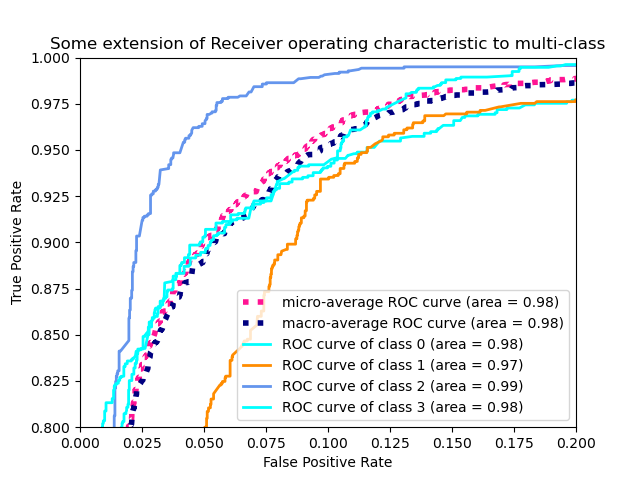 Some extension of Receiver operating characteristic to multi-class
True Positive Rate
1.000
0.975
0.950
0.925
0.900
0.875
0.850
0.825
0.800
micro-average ROC curve (area = 0.98)
macro-average ROC curve (area = 0.98)
ROC curve of class 0 (area = 0.98)
ROC curve of class 1 (area = 0.97)
ROC curve of class 2 (area = 0.99)
ROC curve of class 3 (area = 0.98)
0.000 0.025 0.050 0.075 0.100 0.125 0.150 0.175 0.200
False Positive Rate